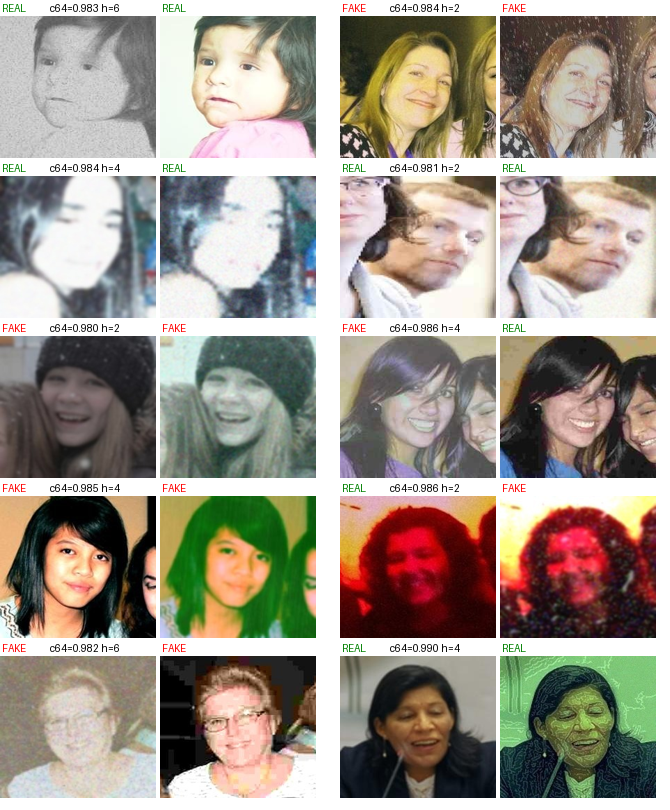 REAL c64=0.983 h=6 REAL FAKE c64=0.984 h=2 FAKE
REAL c64=0.984 h=4 REAL FAKE c64=0.981 h=2 REAL
FAKE c64=0.980 h=2 FAKE FAKE c64=0.986 h=4 REAL
FAKE c64=0.985 h=4 FAKE REAL c64=0.986 h=2 FAKE
FAKE c64=0.982 h=6 FAKE REAL c64=0.990 h=4 REAL